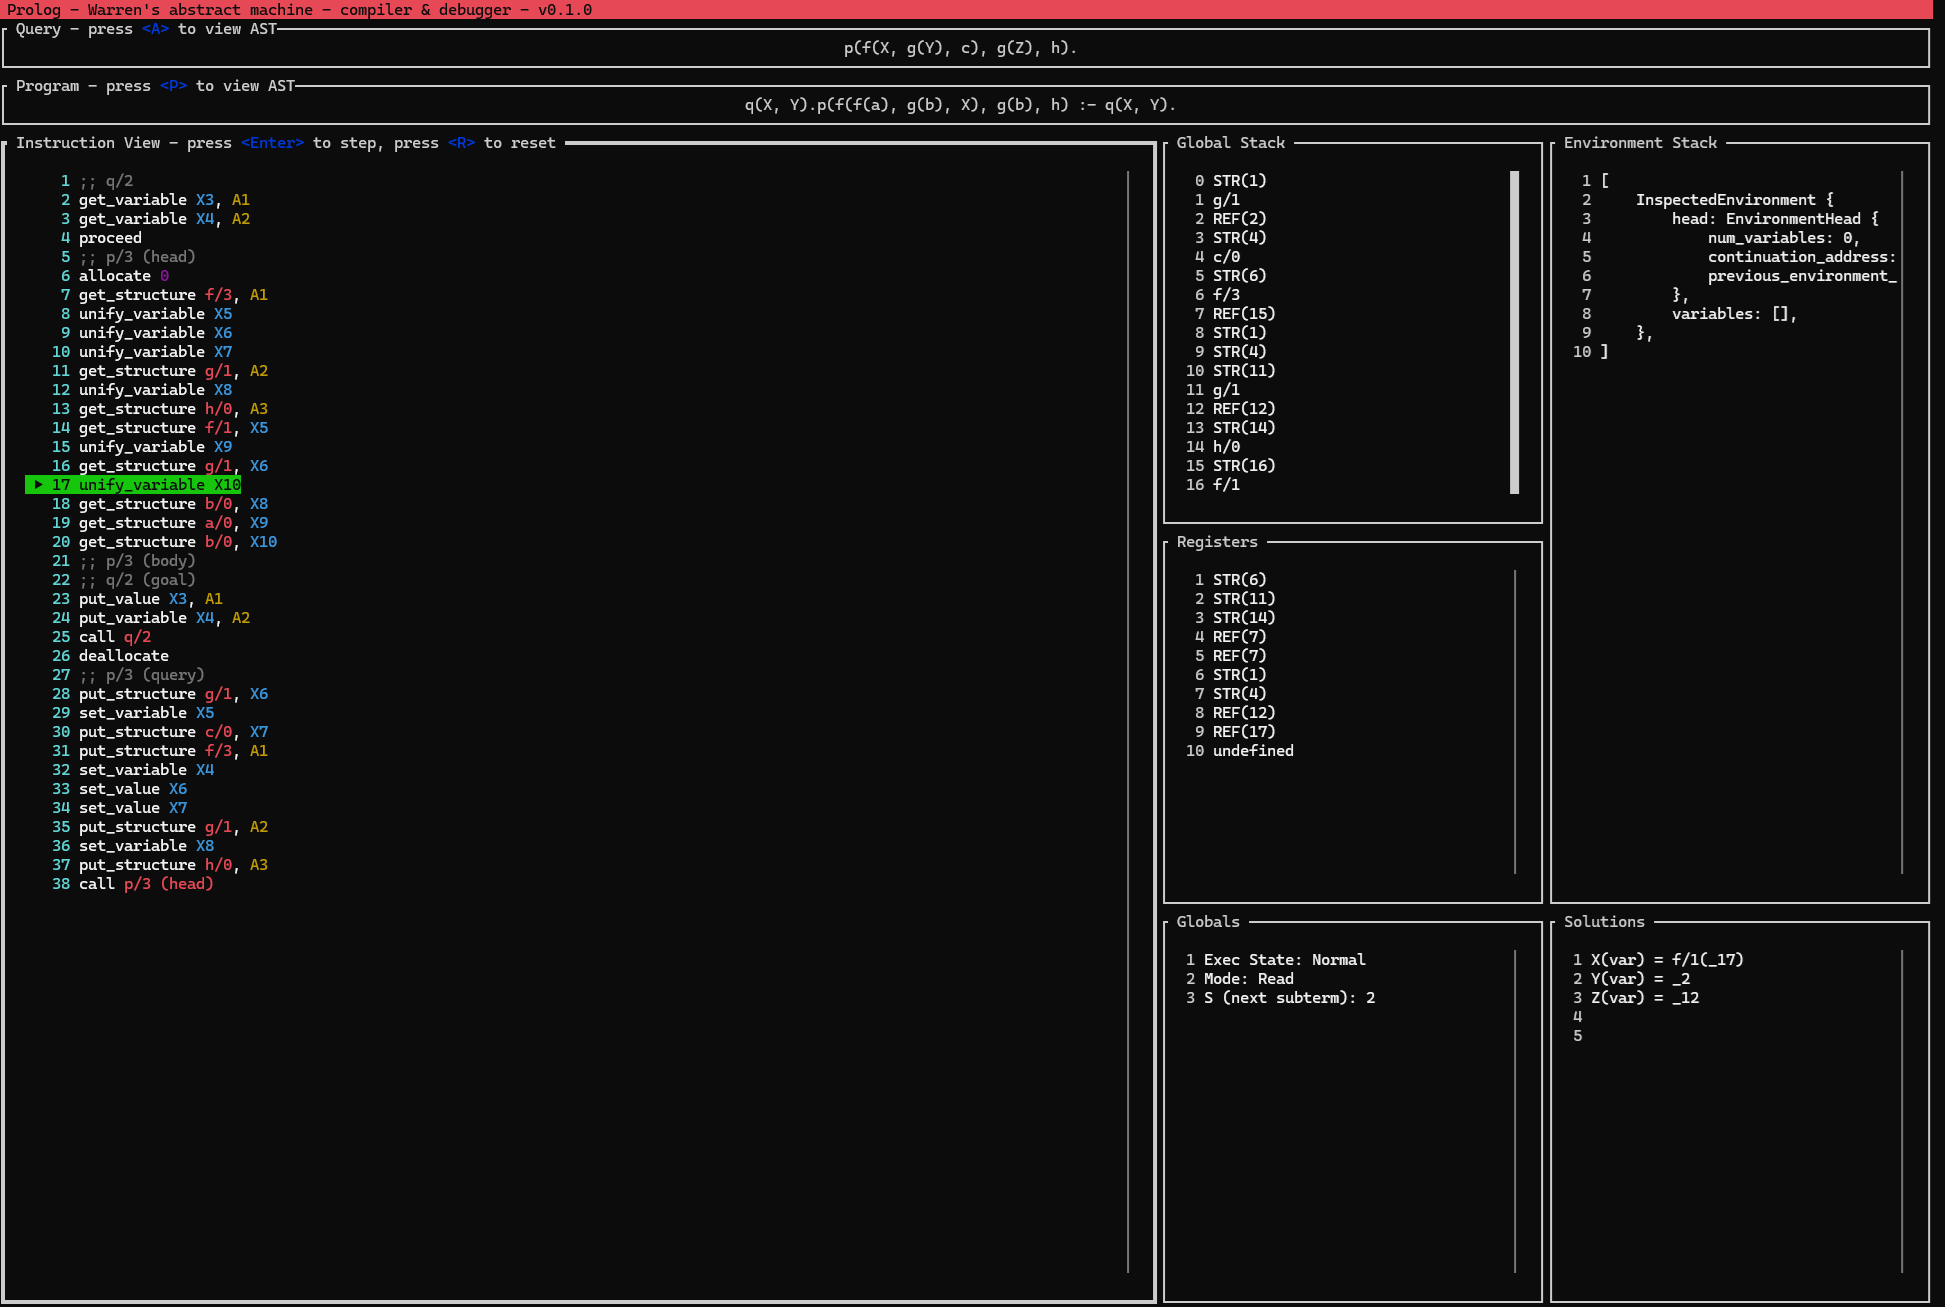 Prolog - Warren's abstract machine - compiler & debugger - v0.1.0
Query - press <A> to view AST
p(f(X, g(Y), c), g(Z), h).
Program - press <P> to view AST
q(X, Y).p(f(f(a), g(b), X), g(b), h) :- q(X, Y).
Instruction View - press <Enter> to step, press <R> to reset
1 ;; q/2
2 get_variable X3, A1
3 get_variable X4, A2
4 proceed
5 ;; p/3 (head)
6 allocate 0
7 get_structure f/3, A1
8 unify_variable X5
9 unify_variable X6
10 unify_variable X7
11 get_structure g/1, A2
12 unify_variable X8
13 get_structure h/0, A3
14 get_structure f/1, X5
15 unify_variable X9
16 get_structure g/1, X6
▶ 17 unify_variable X10
18 get_structure b/0, X8
19 get_structure a/0, X9
20 get_structure b/0, X10
21 ;; p/3 (body)
22 ;; q/2 (goal)
23 put_value X3, A1
24 put_variable X4, A2
25 call q/2
26 deallocate
27 ;; p/3 (query)
28 put_structure g/1, X6
29 set_variable X5
30 put_structure c/0, X7
31 put_structure f/3, A1
32 set_variable X4
33 set_value X6
34 set_value X7
35 put_structure g/1, A2
36 set_variable X8
37 put_structure h/0, A3
38 call p/3 (head)
Global Stack
0 STR(1)
1 g/1
2 REF(2)
3 STR(4)
4 c/0
5 STR(6)
6 f/3
7 REF(15)
8 STR(1)
9 STR(4)
10 STR(11)
11 g/1
12 REF(12)
13 STR(14)
14 h/0
15 STR(16)
16 f/1
Registers
1 STR(6)
2 STR(11)
3 STR(14)
4 REF(7)
5 REF(7)
6 STR(1)
7 STR(4)
8 REF(12)
9 REF(17)
10 undefined
Globals
1 Exec State: Normal
2 Mode: Read
3 S (next subterm): 2
Environment Stack
1 [
2 InspectedEnvironment {
3 head: EnvironmentHead {
4 num_variables: 0,
5 continuation_address:
6 previous_environment_
7 },
8 variables: [],
9 },
10 ]
Solutions
1 X(var) = f/1(_17)
2 Y(var) = _2
3 Z(var) = _12
4
5